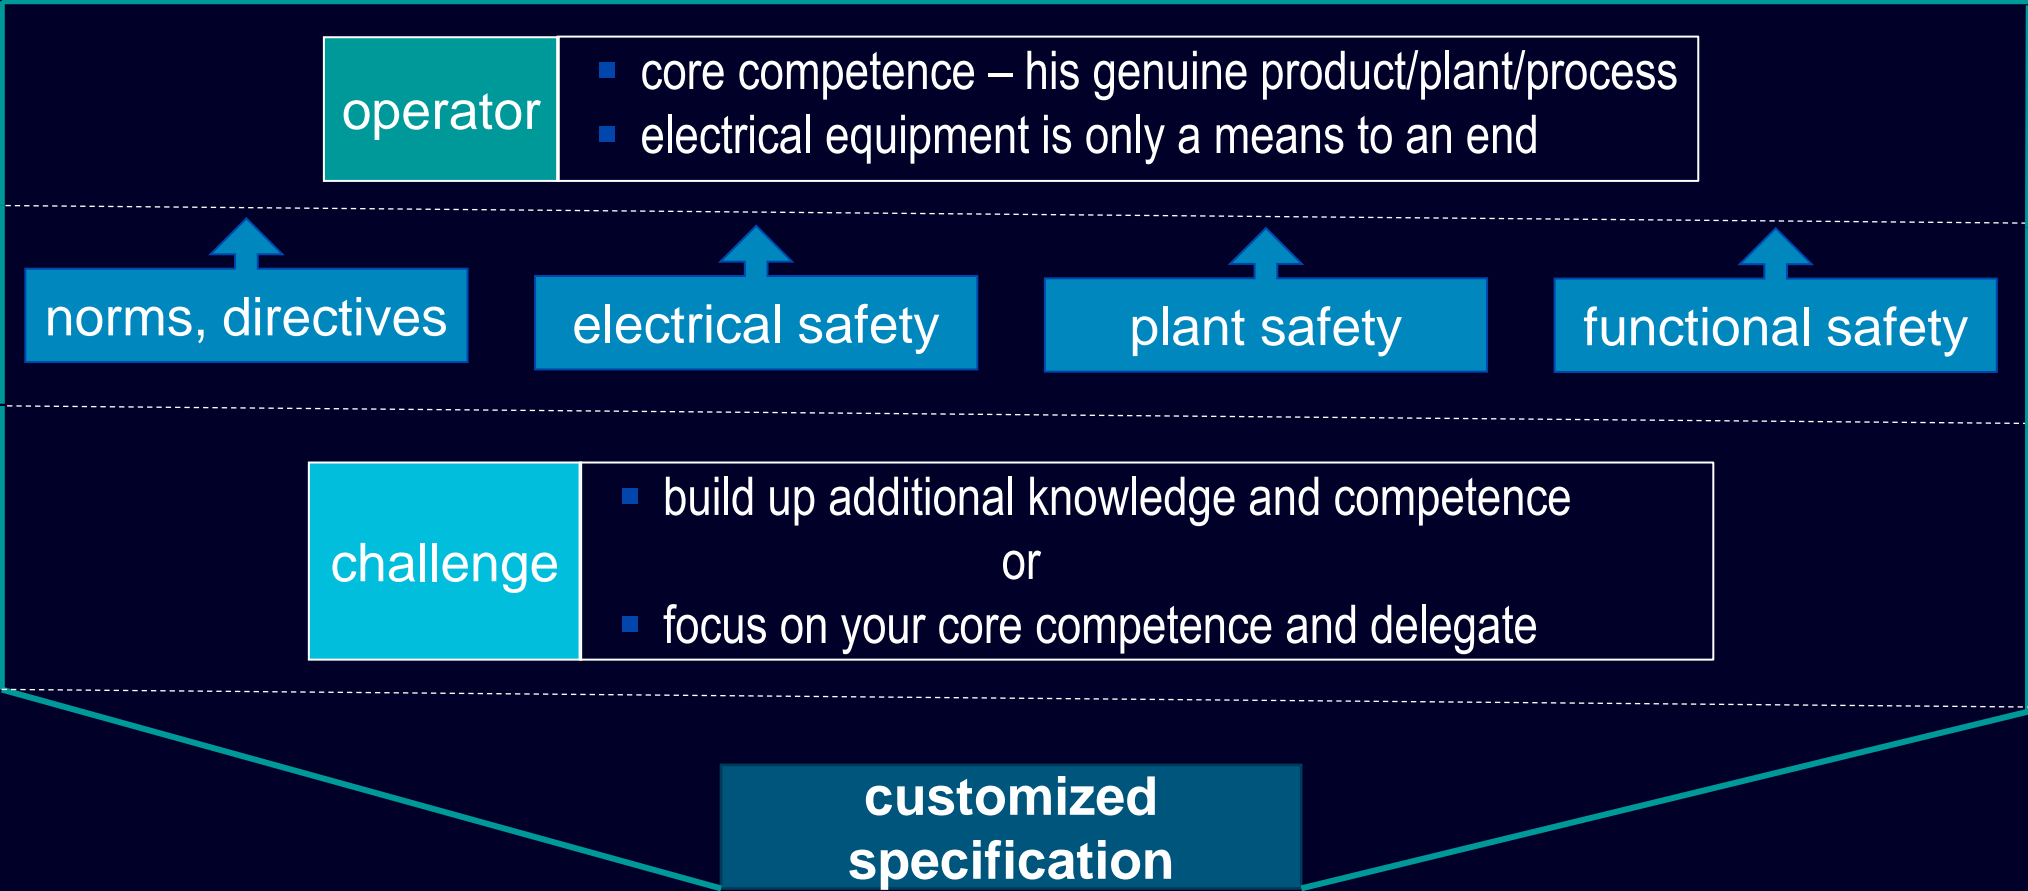 operator
▪ core competence – his genuine product/plant/process
▪ electrical equipment is only a means to an end
norms, directives
electrical safety
plant safety
functional safety
challenge
▪ build up additional knowledge and competence
or
▪ focus on your core competence and delegate
customized
specification